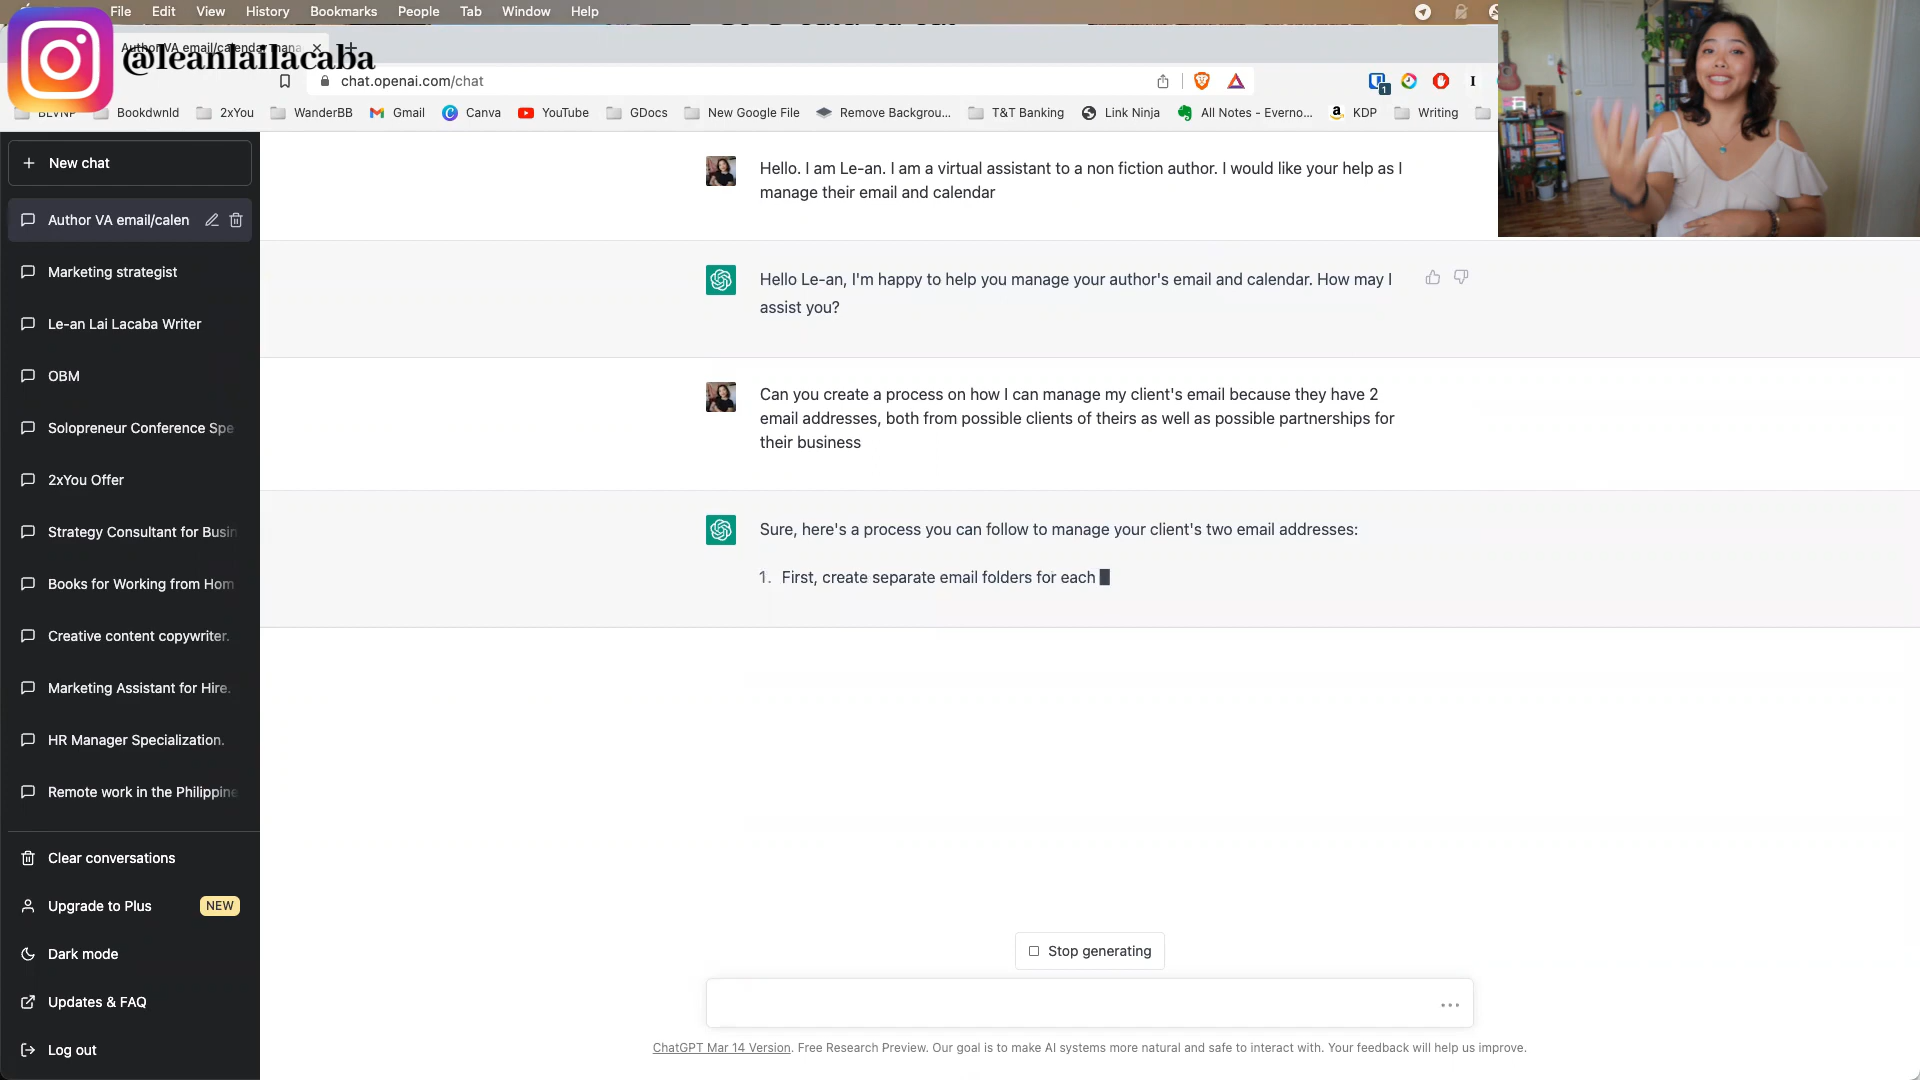 File Edit View History Bookmarks People Tab Window Help
@leanlailacaba
chat.openai.com/chat
1
Bookdwnld 2xYou WanderBB Gmail Canva YouTube GDocs New Google File Remove Backgrou... T&T Banking Link Ninja All Notes - Everno... KDP Writing
New chat
Author VA email/calen
Marketing strategist
Le-an Lai Lacaba Writer
OBM
Solopreneur Conference Spe
2xYou Offer
Strategy Consultant for Busin
Books for Working from Hom
Creative content copywriter.
Marketing Assistant for Hire.
HR Manager Specialization.
Remote work in the Philippine
Clear conversations
Upgrade to Plus NEW
Dark mode
Updates & FAQ
Log out
Hello. I am Le-an. I am a virtual assistant to a non fiction author. I would like your help as I
manage their email and calendar
Hello Le-an, I'm happy to help you manage your author's email and calendar. How may I
assist you?
Can you create a process on how I can manage my client's email because they have 2
email addresses, both from possible clients of theirs as well as possible partnerships for
their business
Sure, here's a process you can follow to manage your client's two email addresses:
1. First, create separate email folders for each
Stop generating
ChatGPT Mar 14 Version. Free Research Preview. Our goal is to make AI systems more natural and safe to interact with. Your feedback will help us improve.